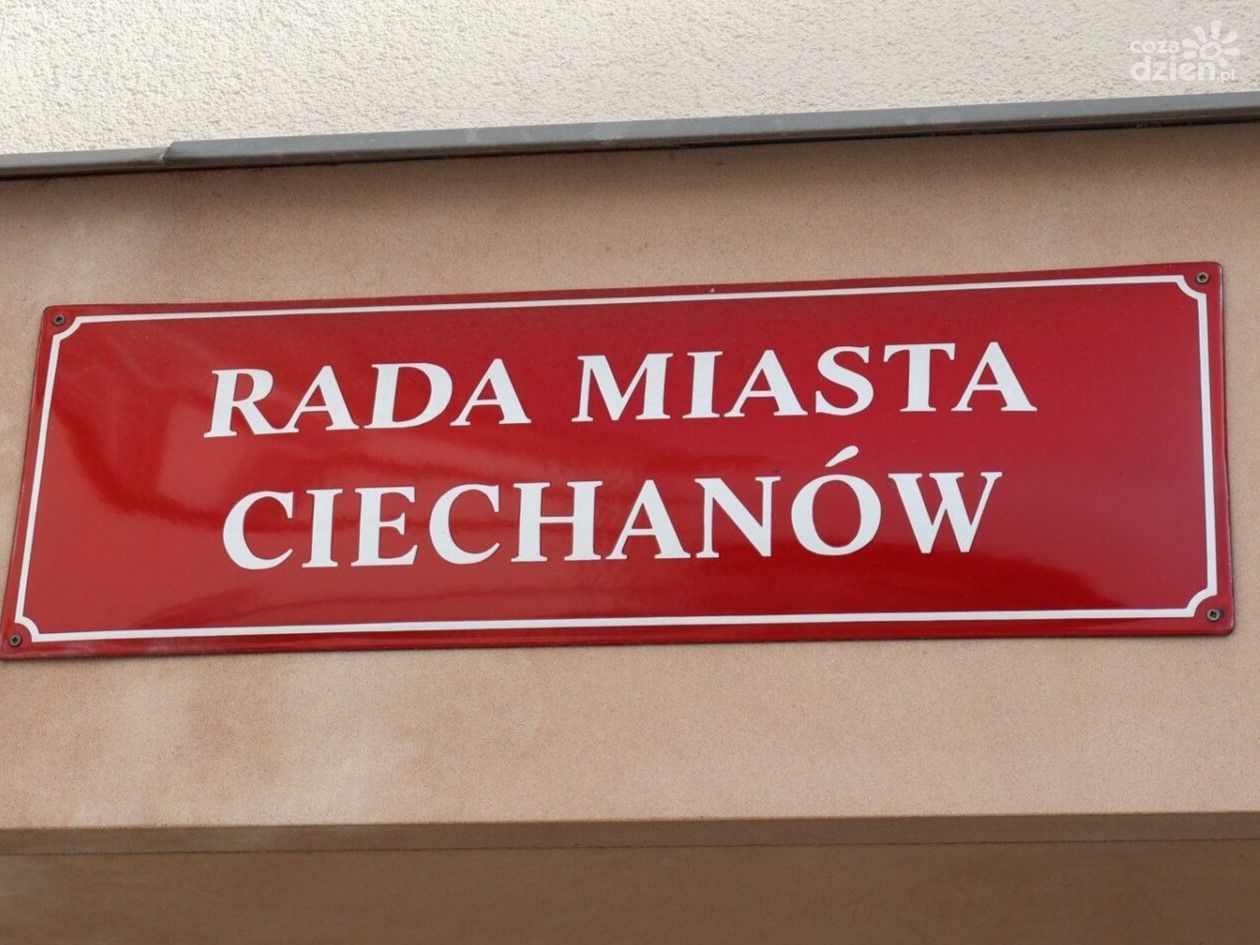 coza
dzien.pl
RADA MIASTA
CIECHANÓW